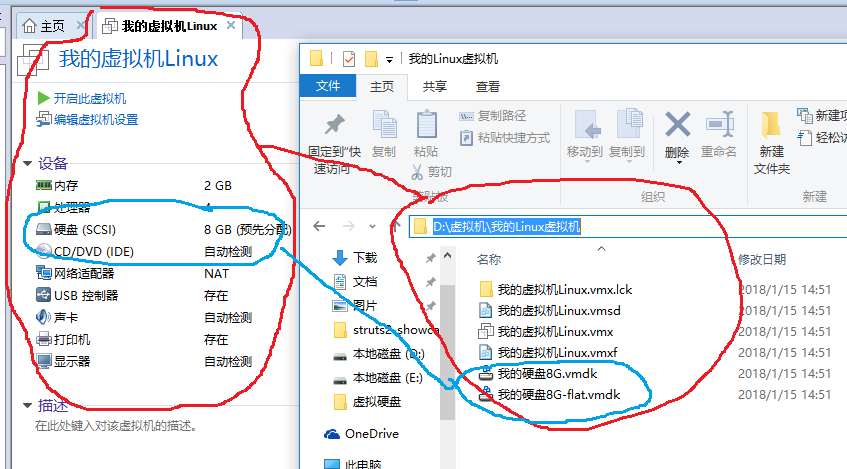 主页
我的虚拟机Linux
我的虚拟机Linux
开启此虚拟机
编辑虚拟机设置
设备
内存 2 GB
处理器 4
硬盘 (SCSI) 8 GB (预先分配)
CD/DVD (IDE) 自动检测
网络适配器 NAT
USB 控制器 存在
声卡 自动检测
打印机 存在
显示器 自动检测
描述
在此处键入对该虚拟机的描述。
我的Linux虚拟机
文件 主页 共享 查看
固定到"快速访问"
复制
粘贴
复制路径
粘贴快捷方式
剪切
剪贴板
移动到
复制到
删除
重命名
组织
新建
文件夹
新建项
轻松访
新建
D:\虚拟机\我的Linux虚拟机
下载
文档
图片
struts2_showca
本地磁盘 (D:)
本地磁盘 (E:)
虚拟硬盘
OneDrive
此电脑
名称 修改日期
我的虚拟机Linux.vmx.lck 2018/1/15 14:51
我的虚拟机Linux.vmsd 2018/1/15 14:51
我的虚拟机Linux.vmx 2018/1/15 14:51
我的虚拟机Linux.vmxf 2018/1/15 14:51
我的硬盘8G.vmdk 2018/1/15 14:51
我的硬盘8G-flat.vmdk 2018/1/15 14:51